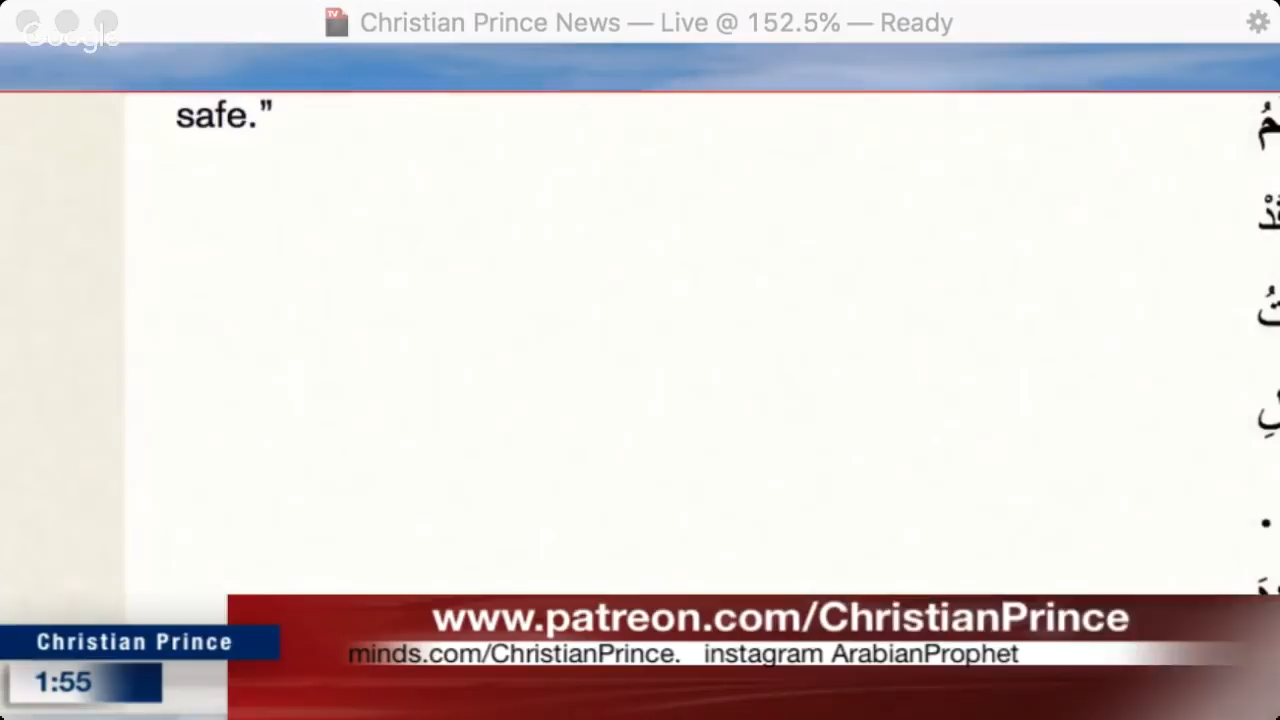 Christian Prince News — Live @ 152.5% — Ready
Google
safe.”
www.patreon.com/ChristianPrince
minds.com/ChristianPrince. instagram ArabianProphet
Christian Prince
1:55